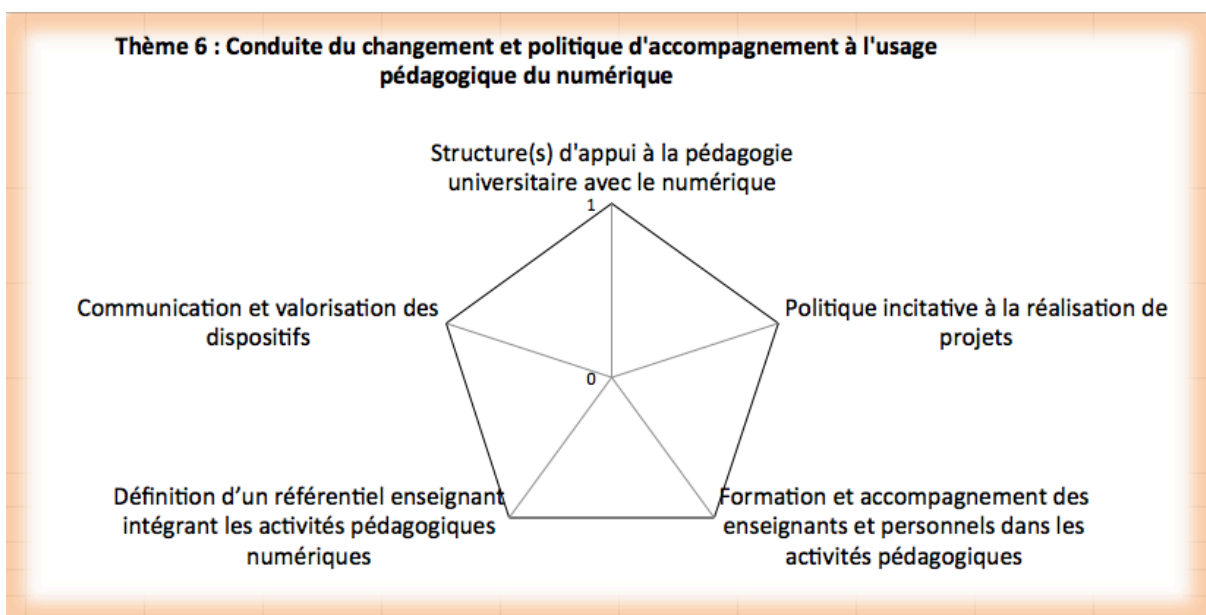 Thème 6 : Conduite du changement et politique d'accompagnement à l'usage
pédagogique du numérique
Structure(s) d'appui à la pédagogie
universitaire avec le numérique
1
Communication et valorisation des
dispositifs
Politique incitative à la réalisation de
projets
0
Définition d’un référentiel enseignant
intégrant les activités pédagogiques
numériques
Formation et accompagnement des
enseignants et personnels dans les
activités pédagogiques